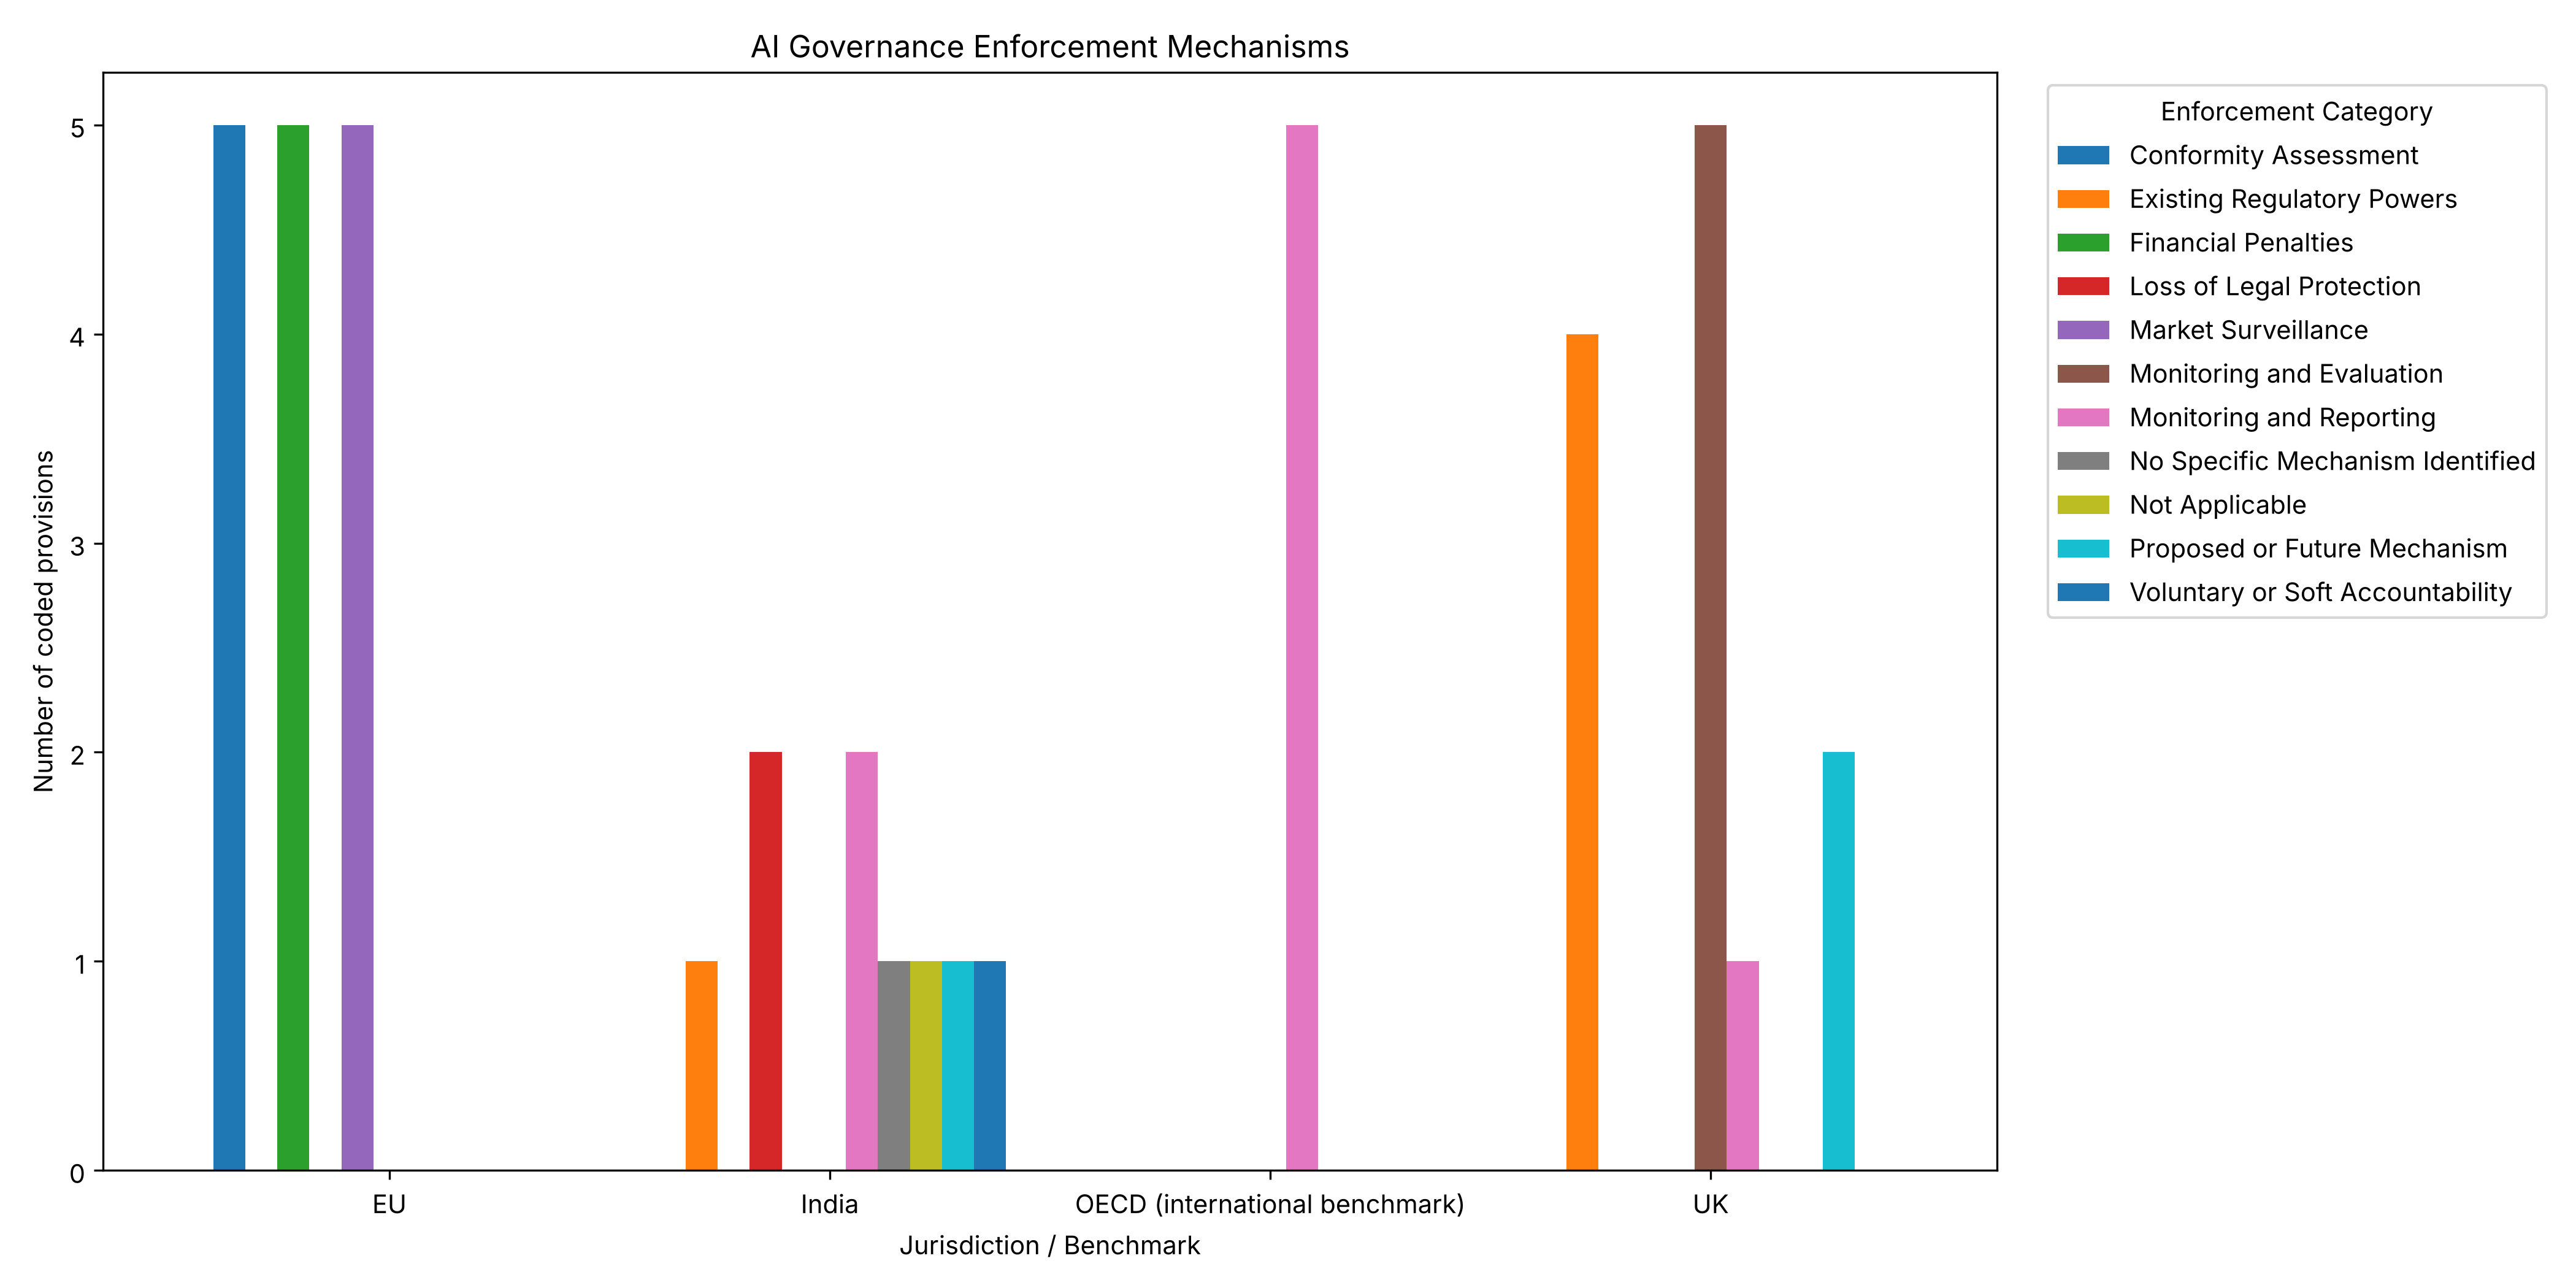 AI Governance Enforcement Mechanisms
Number of coded provisions
5
4
3
2
1
0
EU
India
OECD (international benchmark)
UK
Jurisdiction / Benchmark
Enforcement Category
Conformity Assessment
Existing Regulatory Powers
Financial Penalties
Loss of Legal Protection
Market Surveillance
Monitoring and Evaluation
Monitoring and Reporting
No Specific Mechanism Identified
Not Applicable
Proposed or Future Mechanism
Voluntary or Soft Accountability